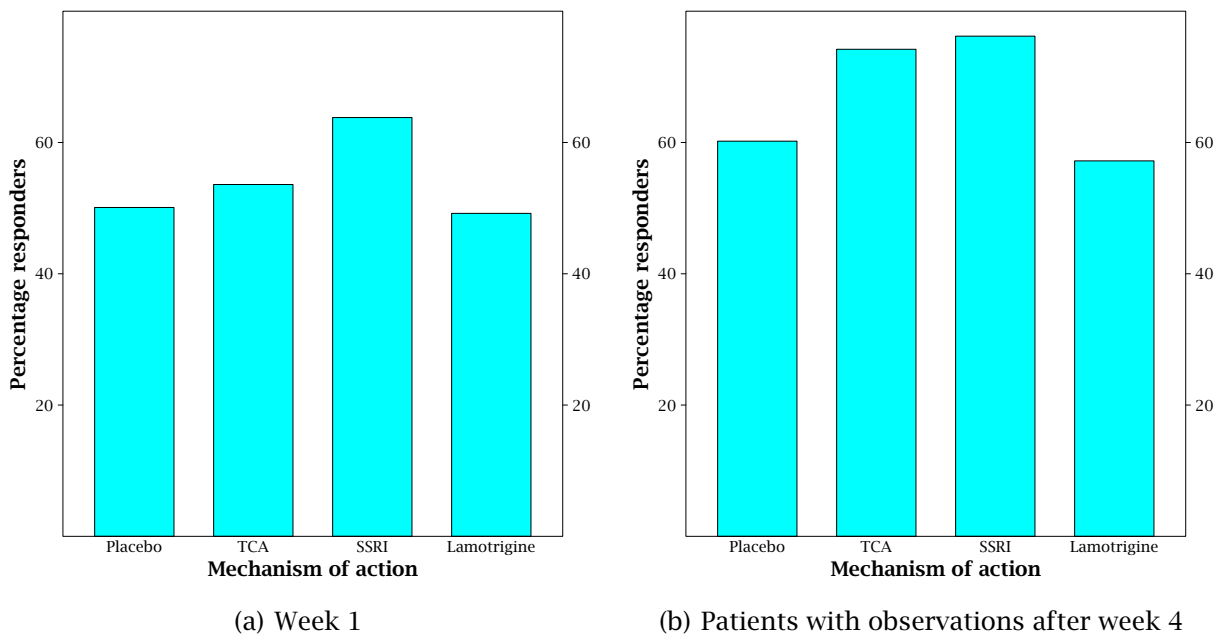 Percentage responders
60
40
20
60
40
20
Placebo TCA SSRI Lamotrigine
Mechanism of action
(a) Week 1
Percentage responders
60
40
20
60
40
20
Placebo TCA SSRI Lamotrigine
Mechanism of action
(b) Patients with observations after week 4